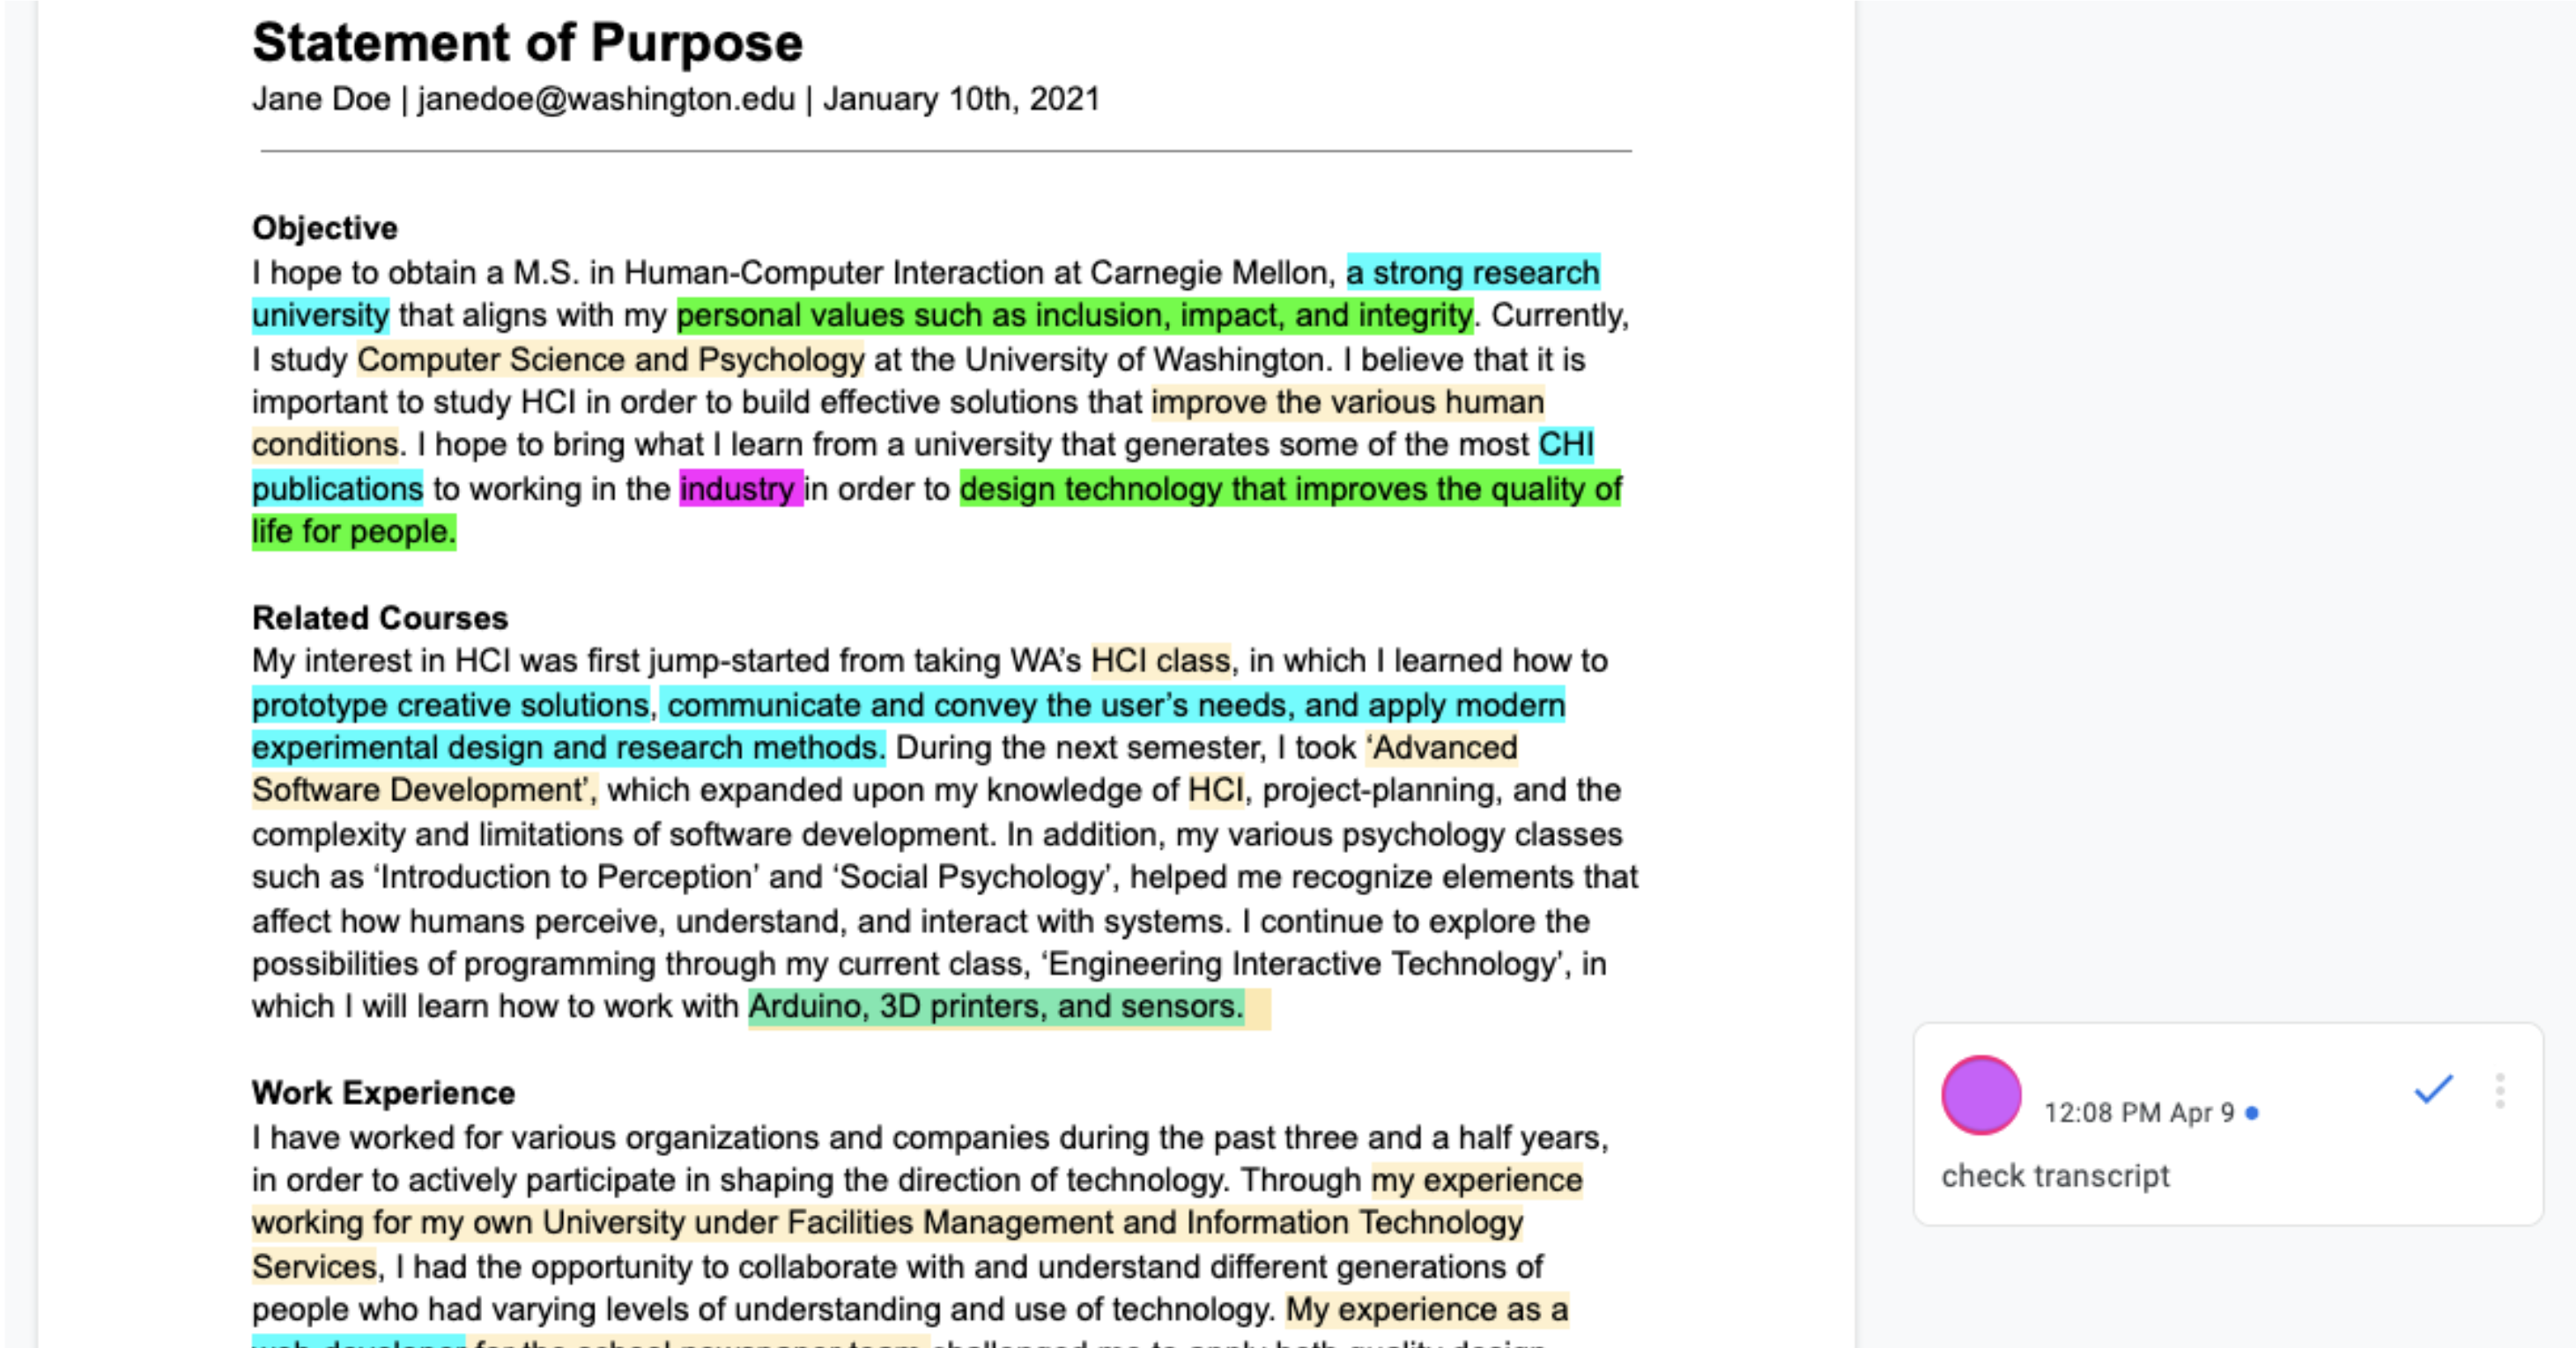 Statement of Purpose
Jane Doe | janedoe@washington.edu | January 10th, 2021
Objective
I hope to obtain a M.S. in Human-Computer Interaction at Carnegie Mellon, a strong research
university that aligns with my personal values such as inclusion, impact, and integrity. Currently,
I study Computer Science and Psychology at the University of Washington. I believe that it is
important to study HCI in order to build effective solutions that improve the various human
conditions. I hope to bring what I learn from a university that generates some of the most CHI
publications to working in the industry in order to design technology that improves the quality of
life for people.
Related Courses
My interest in HCI was first jump-started from taking WA’s HCI class, in which I learned how to
prototype creative solutions, communicate and convey the user’s needs, and apply modern
experimental design and research methods. During the next semester, I took ‘Advanced
Software Development’, which expanded upon my knowledge of HCI, project-planning, and the
complexity and limitations of software development. In addition, my various psychology classes
such as ‘Introduction to Perception’ and ‘Social Psychology’, helped me recognize elements that
affect how humans perceive, understand, and interact with systems. I continue to explore the
possibilities of programming through my current class, ‘Engineering Interactive Technology’, in
which I will learn how to work with Arduino, 3D printers, and sensors.
Work Experience
I have worked for various organizations and companies during the past three and a half years,
in order to actively participate in shaping the direction of technology. Through my experience
working for my own University under Facilities Management and Information Technology
Services, I had the opportunity to collaborate with and understand different generations of
people who had varying levels of understanding and use of technology. My experience as a
web developer for the school newspaper team challenged me to apply both quality design
12:08 PM Apr 9
check transcript